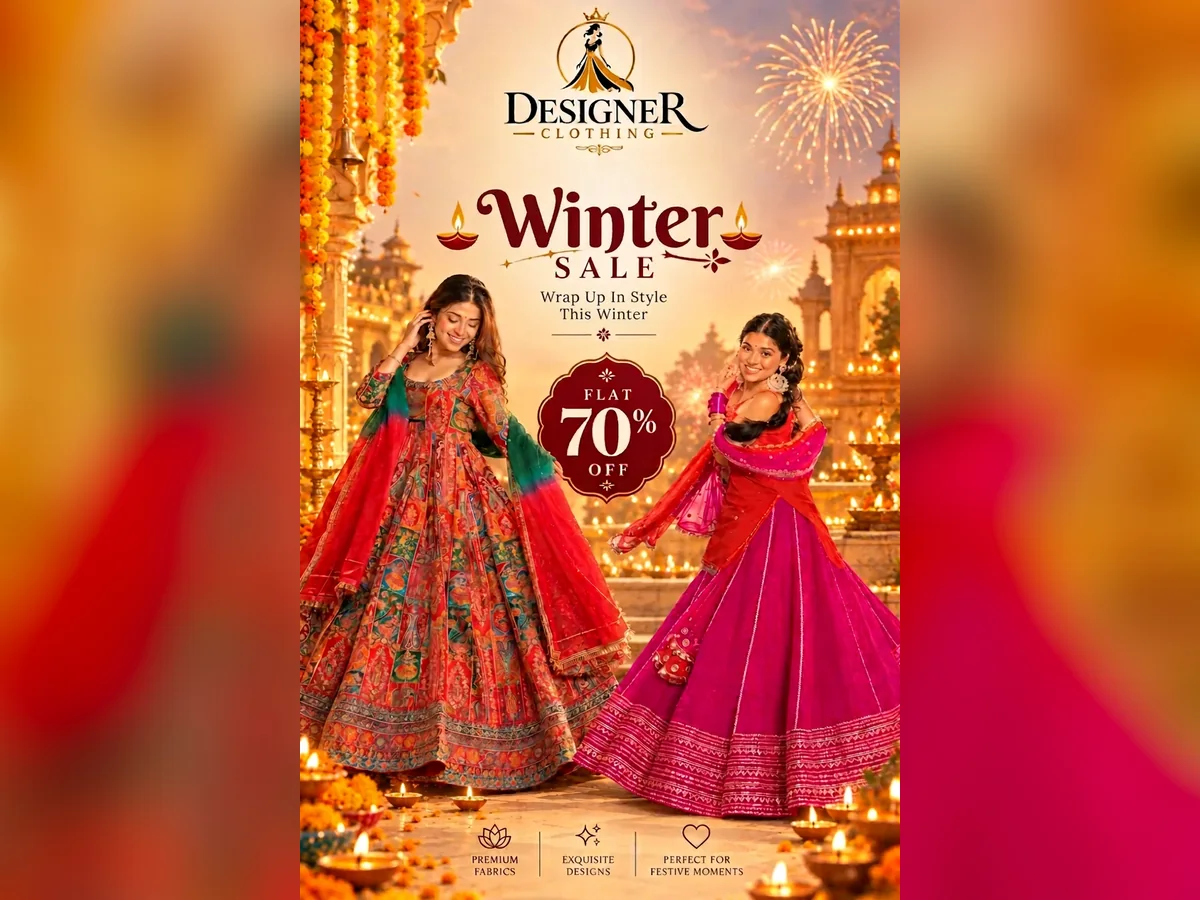 DESIGNER
CLOTHING
Winter
SALE
Wrap Up In Style
This Winter
FLAT
70%
OFF
PREMIUM
FABRICS
EXQUISITE
DESIGNS
PERFECT FOR
FESTIVE MOMENTS